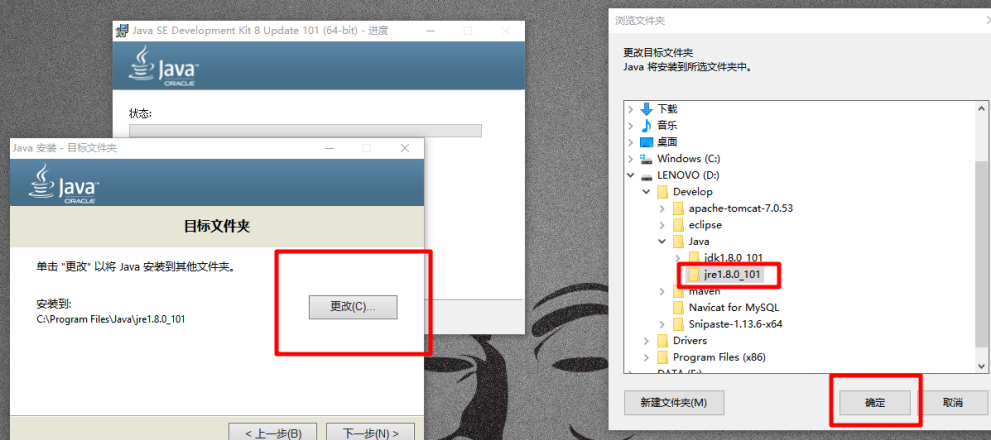 Java SE Development Kit 8 Update 101 (64-bit) - 进度
Java
ORACLE
状态:
Java 安装 - 目标文件夹
Java
ORACLE
目标文件夹
单击 "更改" 以将 Java 安装到其他文件夹。
更改(C)...
安装到:
C:\Program Files\Java\jre1.8.0_101
< 上一步(B)
下一步(N) >
浏览文件夹
更改目标文件夹
Java 将安装到所选文件夹中。
下载
音乐
桌面
Windows (C:)
LENOVO (D:)
Develop
apache-tomcat-7.0.53
eclipse
Java
jdk1.8.0_101
jre1.8.0_101
maven
Navicat for MySQL
Snipaste-1.13.6-x64
Drivers
Program Files (x86)
DATA (E:)
新建文件夹(M)
确定
取消